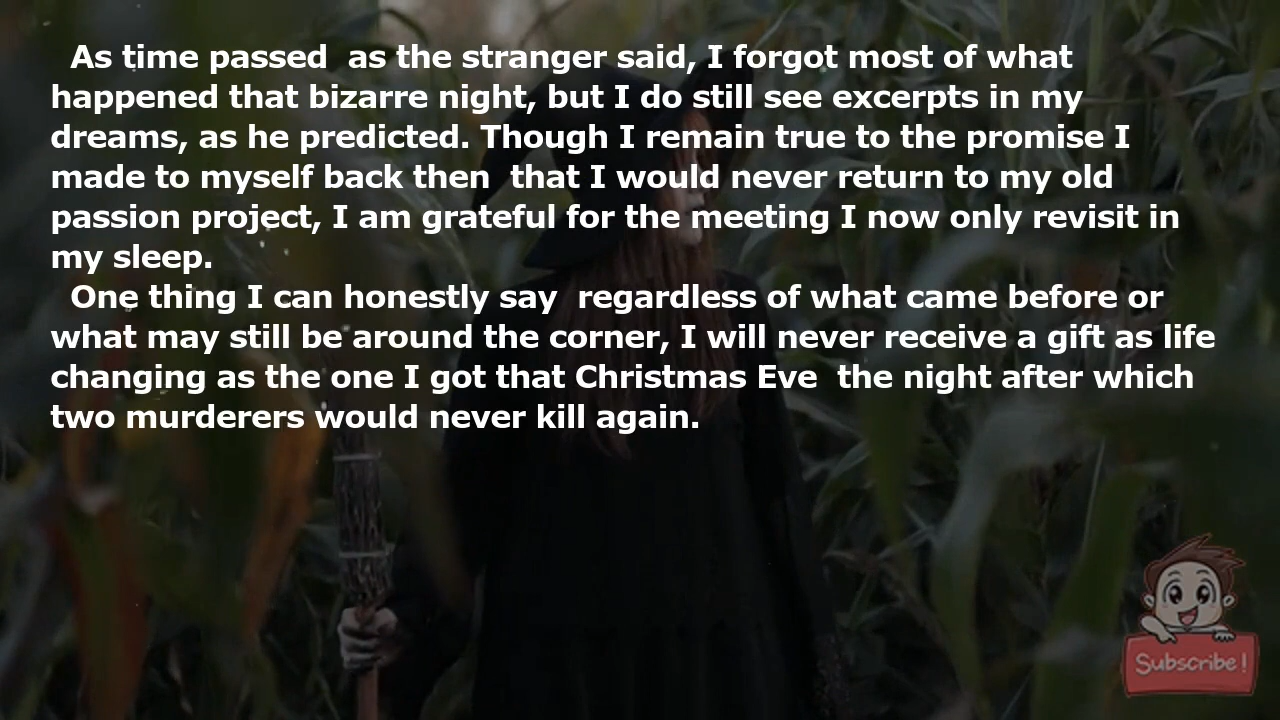 As time passed  as the stranger said, I forgot most of what
happened that bizarre night, but I do still see excerpts in my
dreams, as he predicted. Though I remain true to the promise I
made to myself back then  that I would never return to my old
passion project, I am grateful for the meeting I now only revisit in
my sleep.
One thing I can honestly say  regardless of what came before or
what may still be around the corner, I will never receive a gift as life
changing as the one I got that Christmas Eve  the night after which
two murderers would never kill again.
Subscribe!